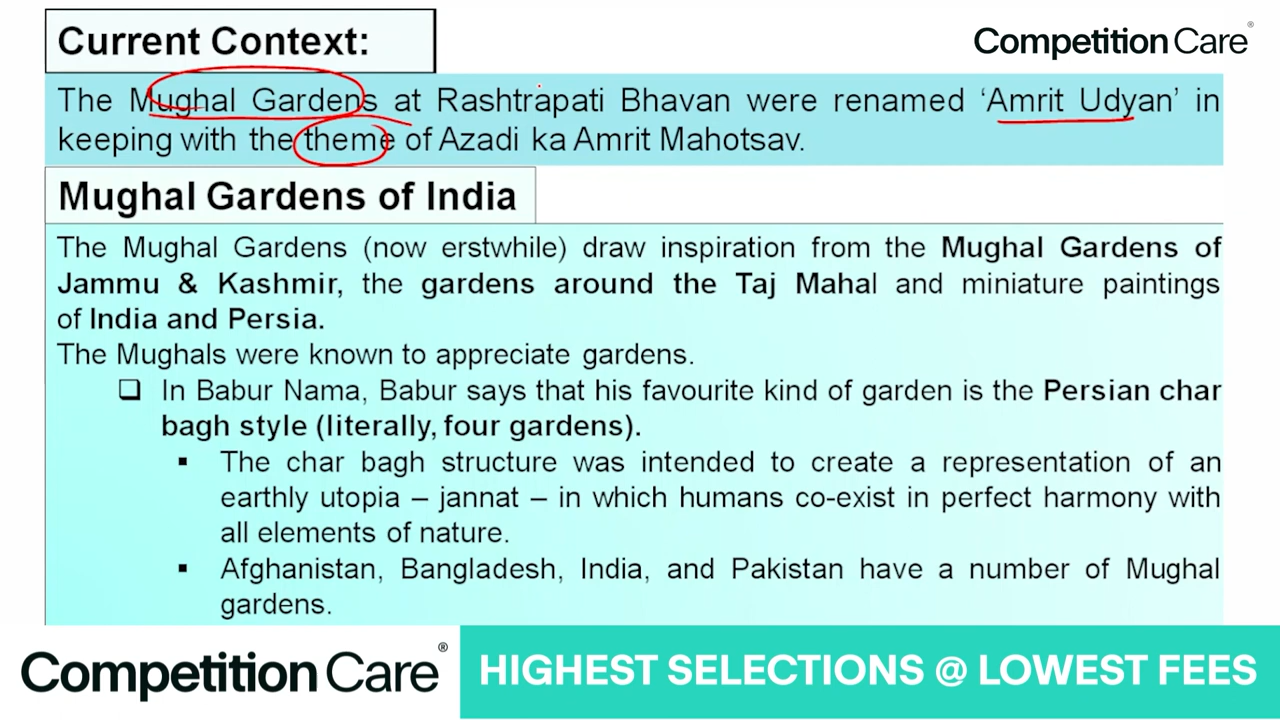 Current Context:
Competition Care®
The Mughal Gardens at Rashtrapati Bhavan were renamed ‘Amrit Udyan’ in
keeping with the theme of Azadi ka Amrit Mahotsav.
Mughal Gardens of India
The Mughal Gardens (now erstwhile) draw inspiration from the Mughal Gardens of
Jammu & Kashmir, the gardens around the Taj Mahal and miniature paintings
of India and Persia.
The Mughals were known to appreciate gardens.
❑ In Babur Nama, Babur says that his favourite kind of garden is the Persian char
bagh style (literally, four gardens).
▪ The char bagh structure was intended to create a representation of an
earthly utopia – jannat – in which humans co-exist in perfect harmony with
all elements of nature.
▪ Afghanistan, Bangladesh, India, and Pakistan have a number of Mughal
gardens.
Competition Care®
HIGHEST SELECTIONS @ LOWEST FEES